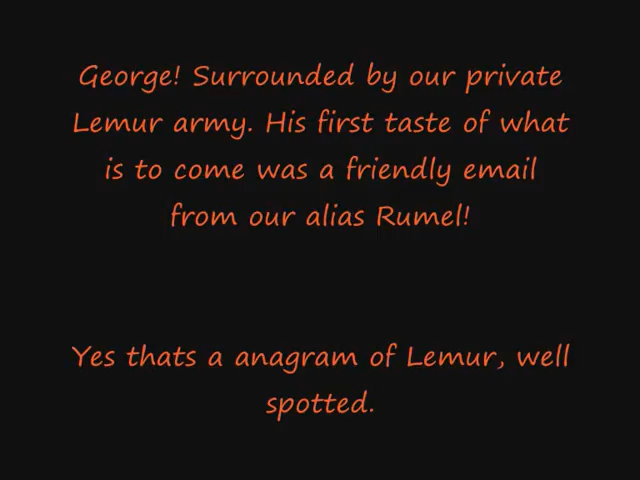 George! Surrounded by our private
Lemur army. His first taste of what
is to come was a friendly email
from our alias Rumel!
Yes thats a anagram of Lemur, well
spotted.